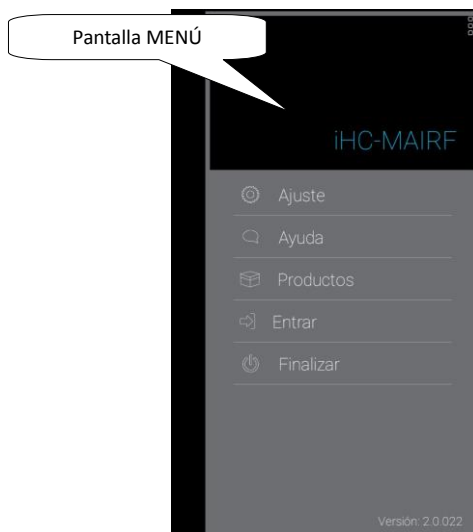 Pantalla MENÚ
iHC-MAIRF
Ajuste
Ayuda
Productos
Entrar
Finalizar
Versión: 2.0.022